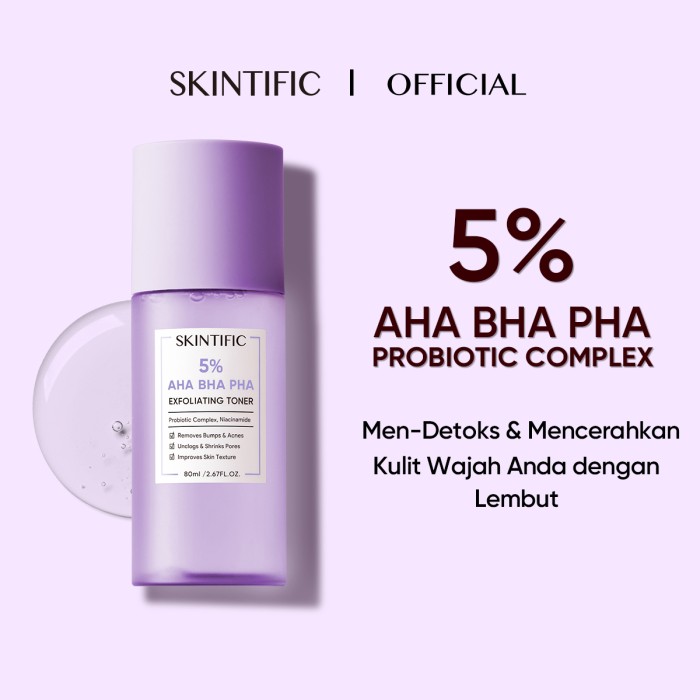 SKINTIFIC | OFFICIAL
SKINTIFIC
5%
AHA BHA PHA
EXFOLIATING TONER
Probiotic Complex, Niacinamide
Removes Bumps & Acnes
Unclogs & Shrinks Pores
Improves Skin Texture
80ml /2.67FL.OZ.
5%
AHA BHA PHA
PROBIOTIC COMPLEX
Men-Detoks & Mencerahkan
Kulit Wajah Anda dengan
Lembut